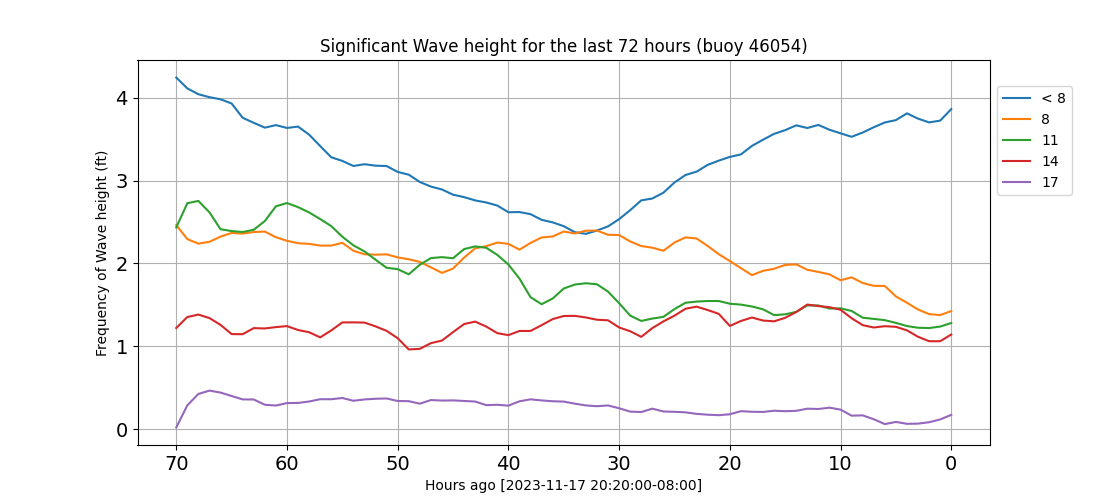 Significant Wave height for the last 72 hours (buoy 46054)
Frequency of Wave height (ft)
4
3
2
1
0
70 60 50 40 30 20 10 0
Hours ago [2023-11-17 20:20:00-08:00]
< 8
8
11
14
17